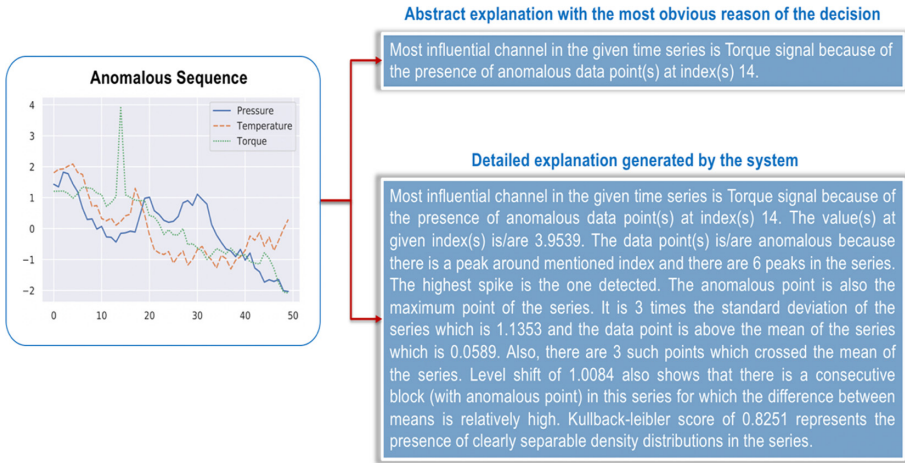 Abstract explanation with the most obvious reason of the decision
Most influential channel in the given time series is Torque signal because of
the presence of anomalous data point(s) at index(s) 14.
Anomalous Sequence
Pressure
Temperature
Torque
4
3
2
1
0
−1
−2
0
10
20
30
40
50
Detailed explanation generated by the system
Most influential channel in the given time series is Torque signal because of
the presence of anomalous data point(s) at index(s) 14. The value(s) at
given index(s) is/are 3.9539. The data point(s) is/are anomalous because
there is a peak around mentioned index and there are 6 peaks in the series.
The highest spike is the one detected. The anomalous point is also the
maximum point of the series. It is 3 times the standard deviation of the
series which is 1.1353 and the data point is above the mean of the series
which is 0.0589. Also, there are 3 such points which crossed the mean of
the series. Level shift of 1.0084 also shows that there is a consecutive
block (with anomalous point) in this series for which the difference between
means is relatively high. Kullback-leibler score of 0.8251 represents the
presence of clearly separable density distributions in the series.